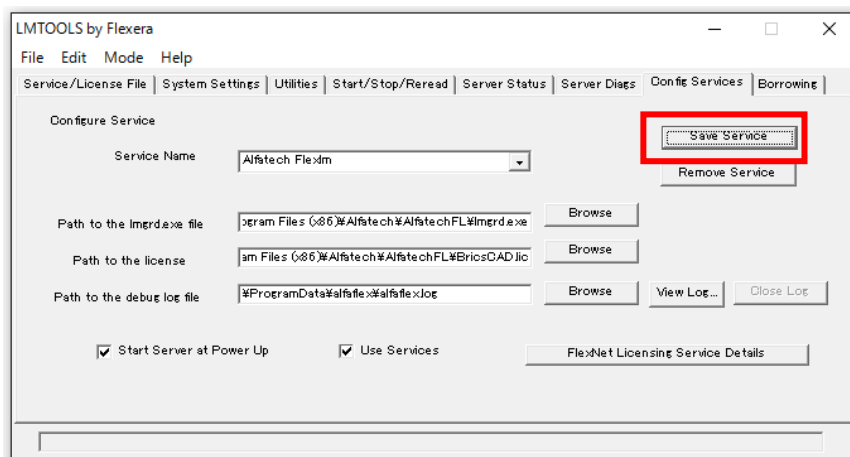 LMTOOLS by Flexera
File Edit Mode Help
Service/License File System Settings Utilities Start/Stop/Reread Server Status Server Diags Config Services Borrowing
Configure Service
Save Service
Service Name Alfatech Flexlm
Remove Service
Path to the lmgrd.exe file ogram Files (x86)¥Alfatech¥AlfatechFL¥lmgrd.exe Browse
Path to the license am Files (x86)¥Alfatech¥AlfatechFL¥BricsCAD.lic Browse
Path to the debug log file ¥ProgramData¥alfaflex¥alfaflex.log Browse View Log... Close Log
Start Server at Power Up Use Services FlexNet Licensing Service Details